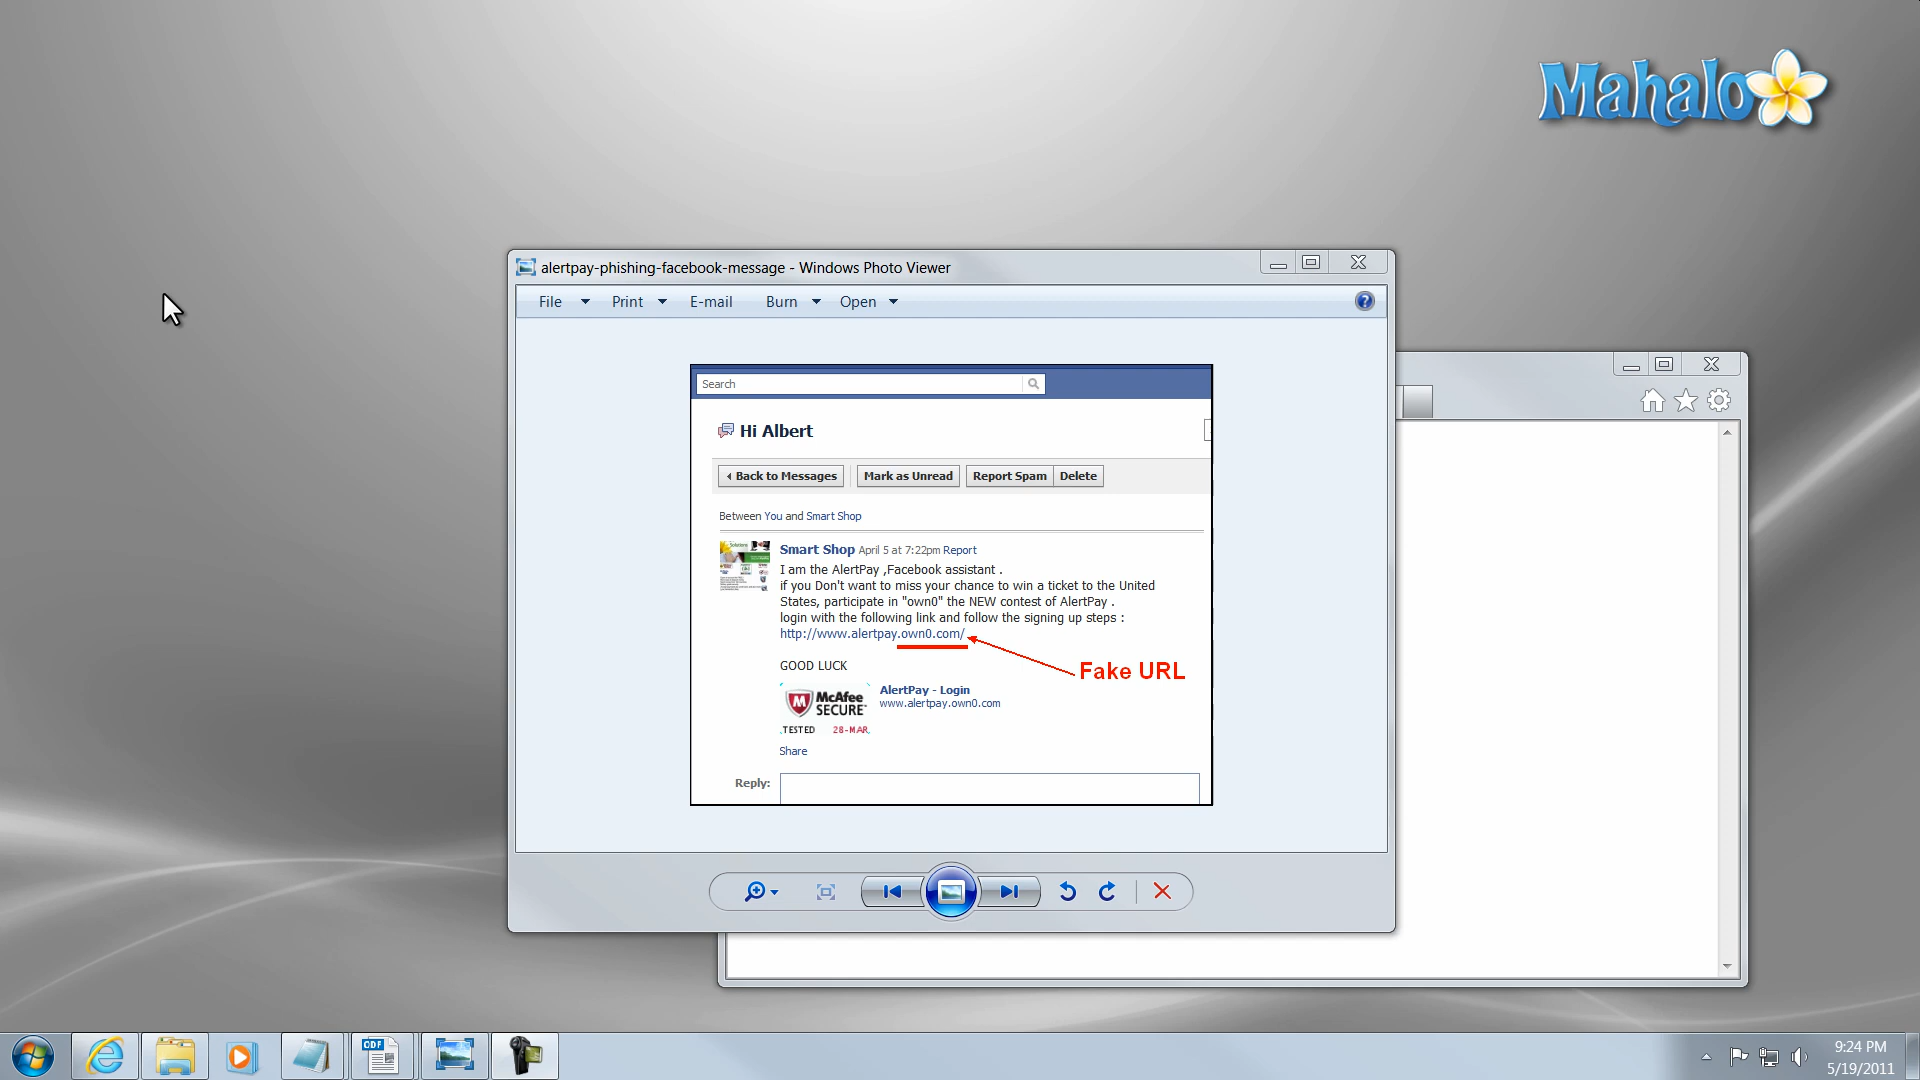 Mahalo
alertpay-phishing-facebook-message - Windows Photo Viewer
File Print E-mail Burn Open
Search
Hi Albert
Back to Messages Mark as Unread Report Spam Delete
Between You and Smart Shop
Smart Shop April 5 at 7:22pm Report
I am the AlertPay ,Facebook assistant .
if you Don't want to miss your chance to win a ticket to the United
States, participate in "own0" the NEW contest of AlertPay .
login with the following link and follow the signing up steps :
http://www.alertpay.own0.com/
Fake URL
GOOD LUCK
McAfee
SECURE
TESTED 28-MAR
AlertPay - Login
www.alertpay.own0.com
Share
Reply:
ODF
9:24 PM
5/19/2011